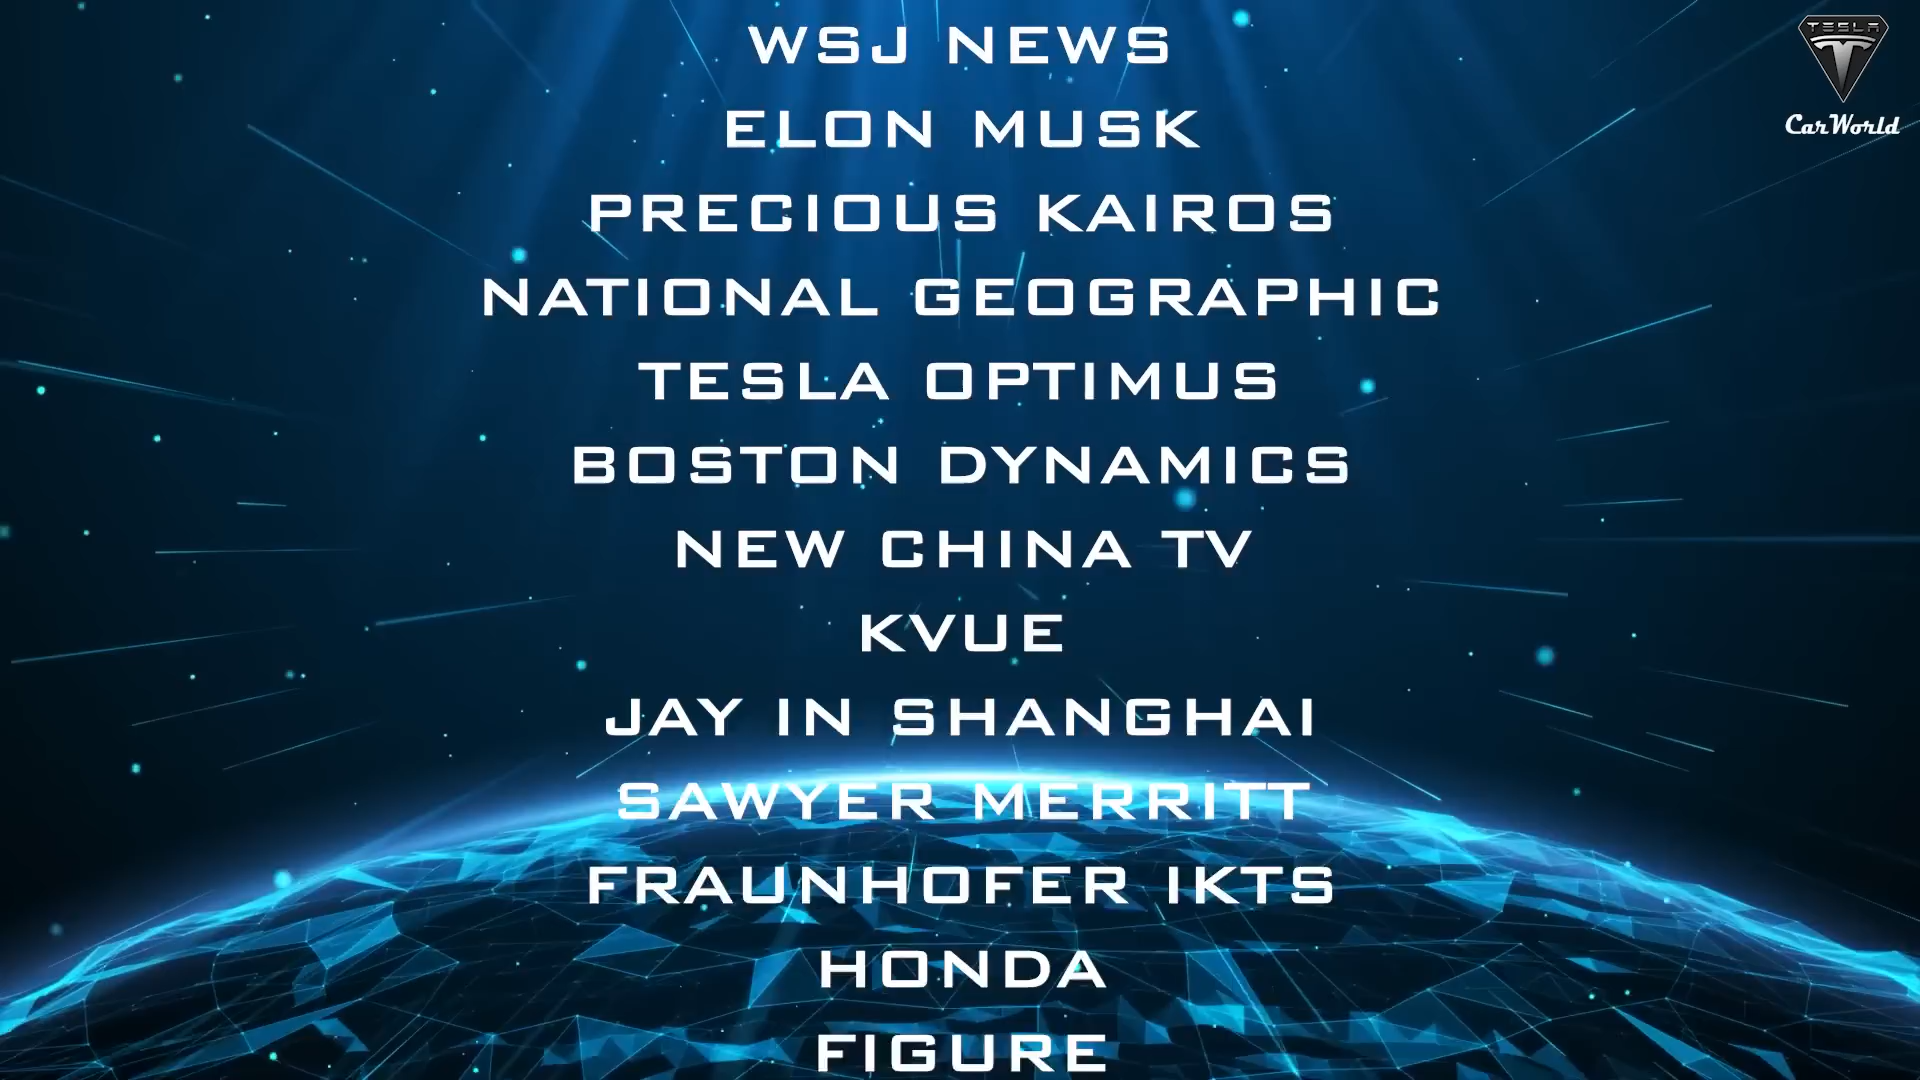 WSJ NEWS
TESLA
ELON MUSK
CarWorld
PRECIOUS KAIROS
NATIONAL GEOGRAPHIC
TESLA OPTIMUS
BOSTON DYNAMICS
NEW CHINA TV
KVUE
JAY IN SHANGHAI
SAWYER MERRITT
FRAUNHOFER IKTS
HONDA
FIGURE